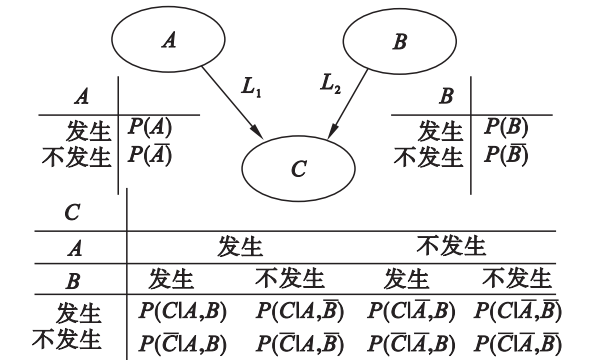 A B
L₁ L₂
A B
发生 P(A) 发生 P(B)
不发生 P(A̅) 不发生 P(B̅)
C
C
A 发生 不发生
B 发生 不发生 发生 不发生
发生 P(C|A,B) P(C|A,B̅) P(C|A̅,B) P(C|A̅,B̅)
不发生 P(C̅|A,B) P(C̅|A,B̅) P(C̅|A̅,B) P(C̅|A̅,B̅)